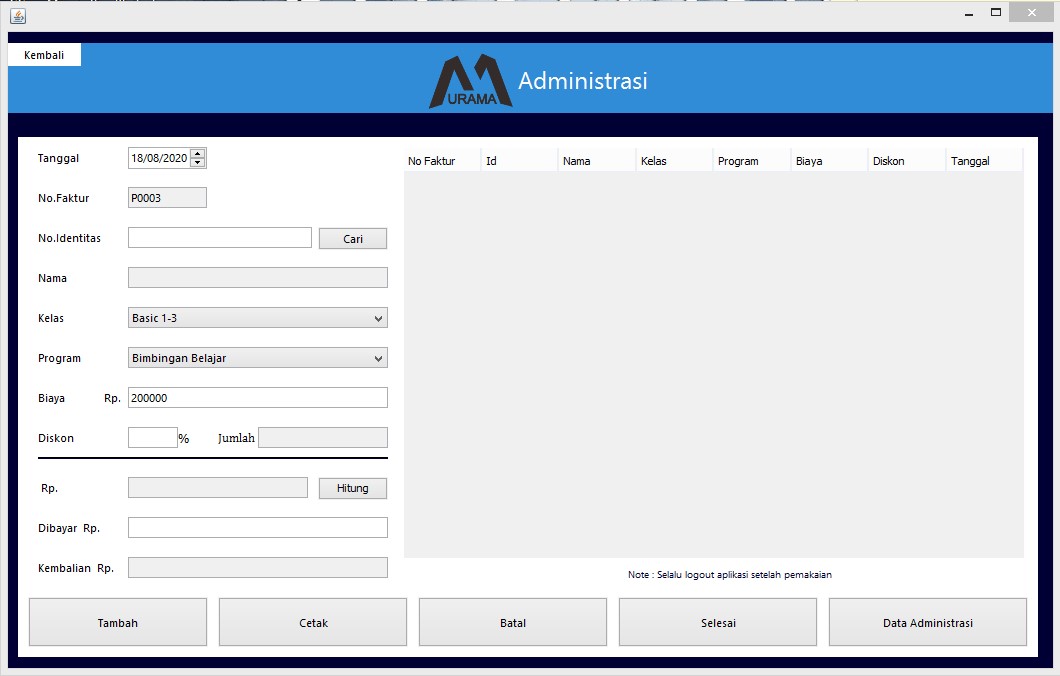 Kembali
URAMA Administrasi
Tanggal 18/08/2020
No.Faktur P0003
No.Identitas Cari
Nama
Kelas Basic 1-3
Program Bimbingan Belajar
Biaya Rp. 200000
Diskon % Jumlah
Rp. Hitung
Dibayar Rp.
Kembalian Rp.
No Faktur Id Nama Kelas Program Biaya Diskon Tanggal
Note : Selalu logout aplikasi setelah pemakaian
Tambah Cetak Batal Selesai Data Administrasi